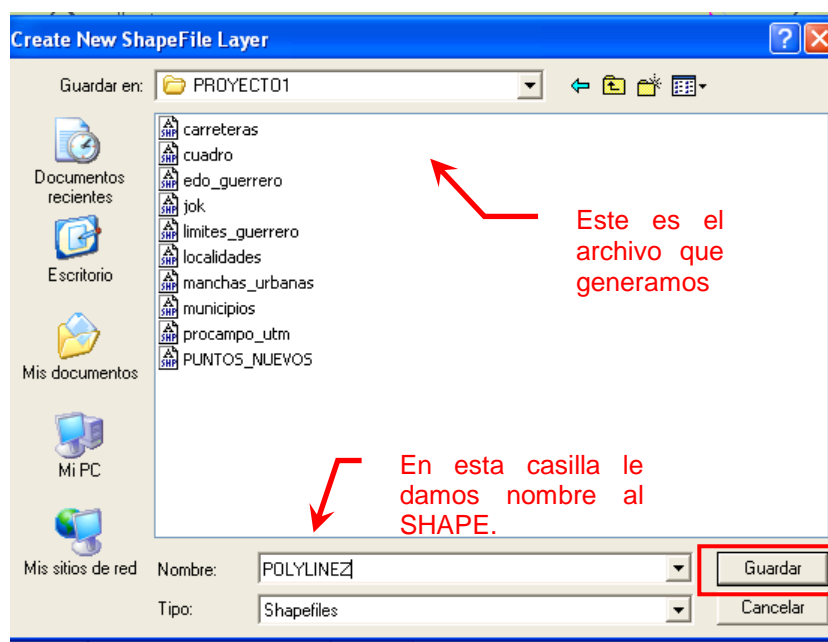 Create New ShapeFile Layer
Guardar en:
PROYECTO1
Documentos
recientes
Escritorio
Mis documentos
Mi PC
Mis sitios de red
carreteras
cuadro
edo_guerrero
jok
limites_guerrero
localidades
manchas_urbanas
municipios
procampo_utm
PUNTOS_NUEVOS
Este es el
archivo que
generamos
En esta casilla le
damos nombre al
SHAPE.
Nombre:
POLYLINEZ
Guardar
Tipo:
Shapefiles
Cancelar